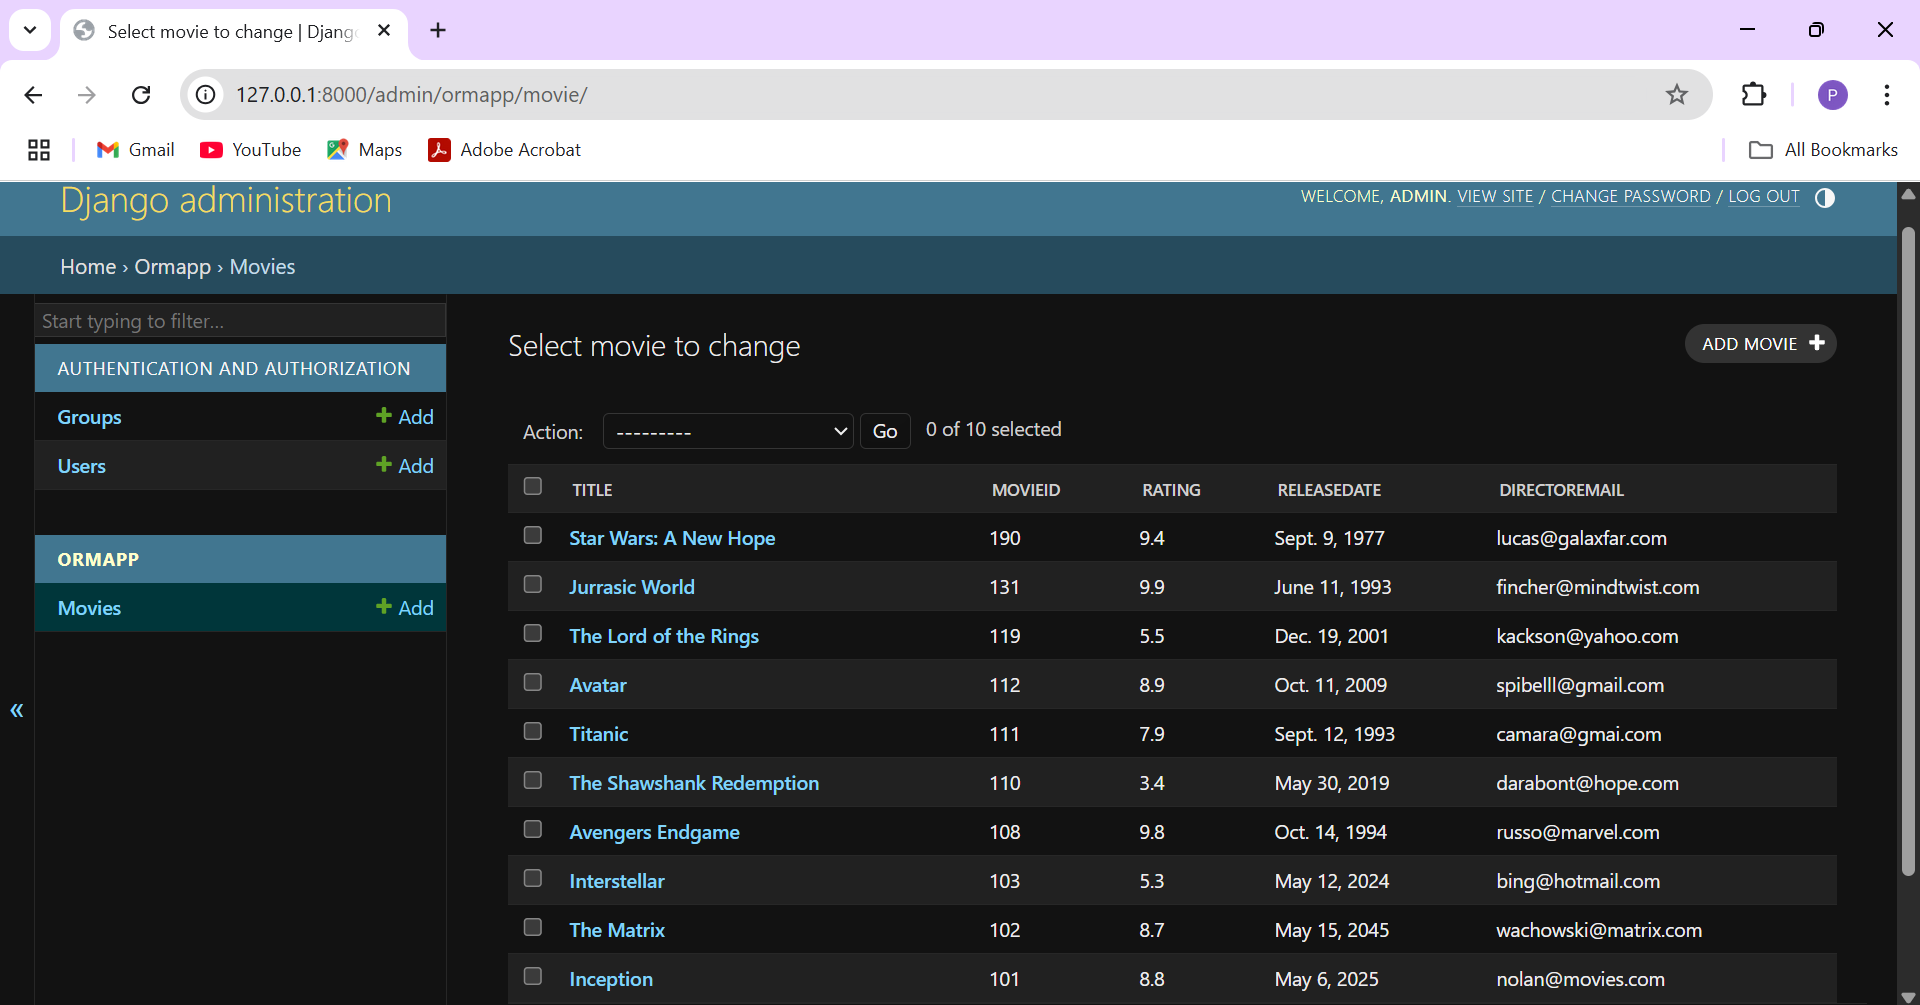 Select movie to change | Djang
127.0.0.1:8000/admin/ormapp/movie/
P
Gmail YouTube Maps Adobe Acrobat All Bookmarks
Django administration
WELCOME, ADMIN. VIEW SITE / CHANGE PASSWORD / LOG OUT
Home › Ormapp › Movies
Start typing to filter...
AUTHENTICATION AND AUTHORIZATION
Groups + Add
Users + Add
ORMAPP
Movies + Add
«
Select movie to change
ADD MOVIE +
Action: --------- Go 0 of 10 selected
TITLE MOVIEID RATING RELEASEDATE DIRECTOREMAIL
Star Wars: A New Hope 190 9.4 Sept. 9, 1977 lucas@galaxfar.com
Jurrasic World 131 9.9 June 11, 1993 fincher@mindtwist.com
The Lord of the Rings 119 5.5 Dec. 19, 2001 kackson@yahoo.com
Avatar 112 8.9 Oct. 11, 2009 spibelll@gmail.com
Titanic 111 7.9 Sept. 12, 1993 camara@gmai.com
The Shawshank Redemption 110 3.4 May 30, 2019 darabont@hope.com
Avengers Endgame 108 9.8 Oct. 14, 1994 russo@marvel.com
Interstellar 103 5.3 May 12, 2024 bing@hotmail.com
The Matrix 102 8.7 May 15, 2045 wachowski@matrix.com
Inception 101 8.8 May 6, 2025 nolan@movies.com